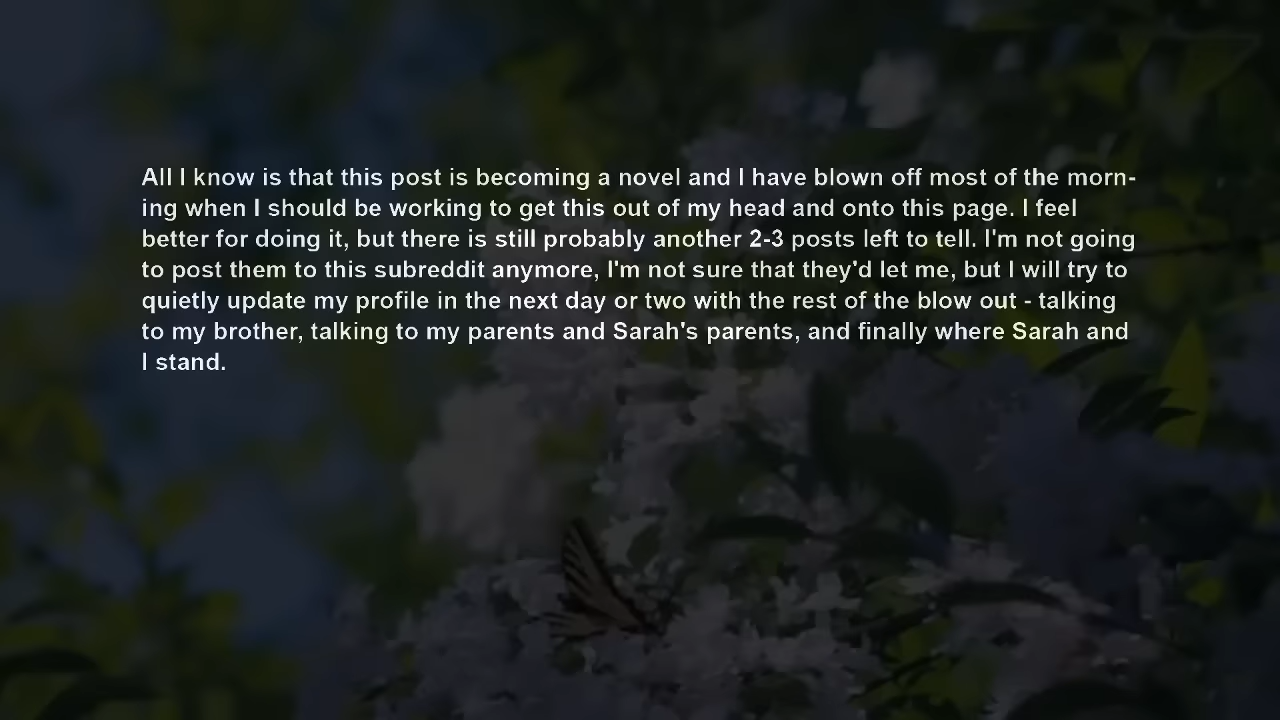 All I know is that this post is becoming a novel and I have blown off most of the morn-
ing when I should be working to get this out of my head and onto this page. I feel
better for doing it, but there is still probably another 2-3 posts left to tell. I'm not going
to post them to this subreddit anymore, I'm not sure that they'd let me, but I will try to
quietly update my profile in the next day or two with the rest of the blow out - talking
to my brother, talking to my parents and Sarah's parents, and finally where Sarah and
I stand.